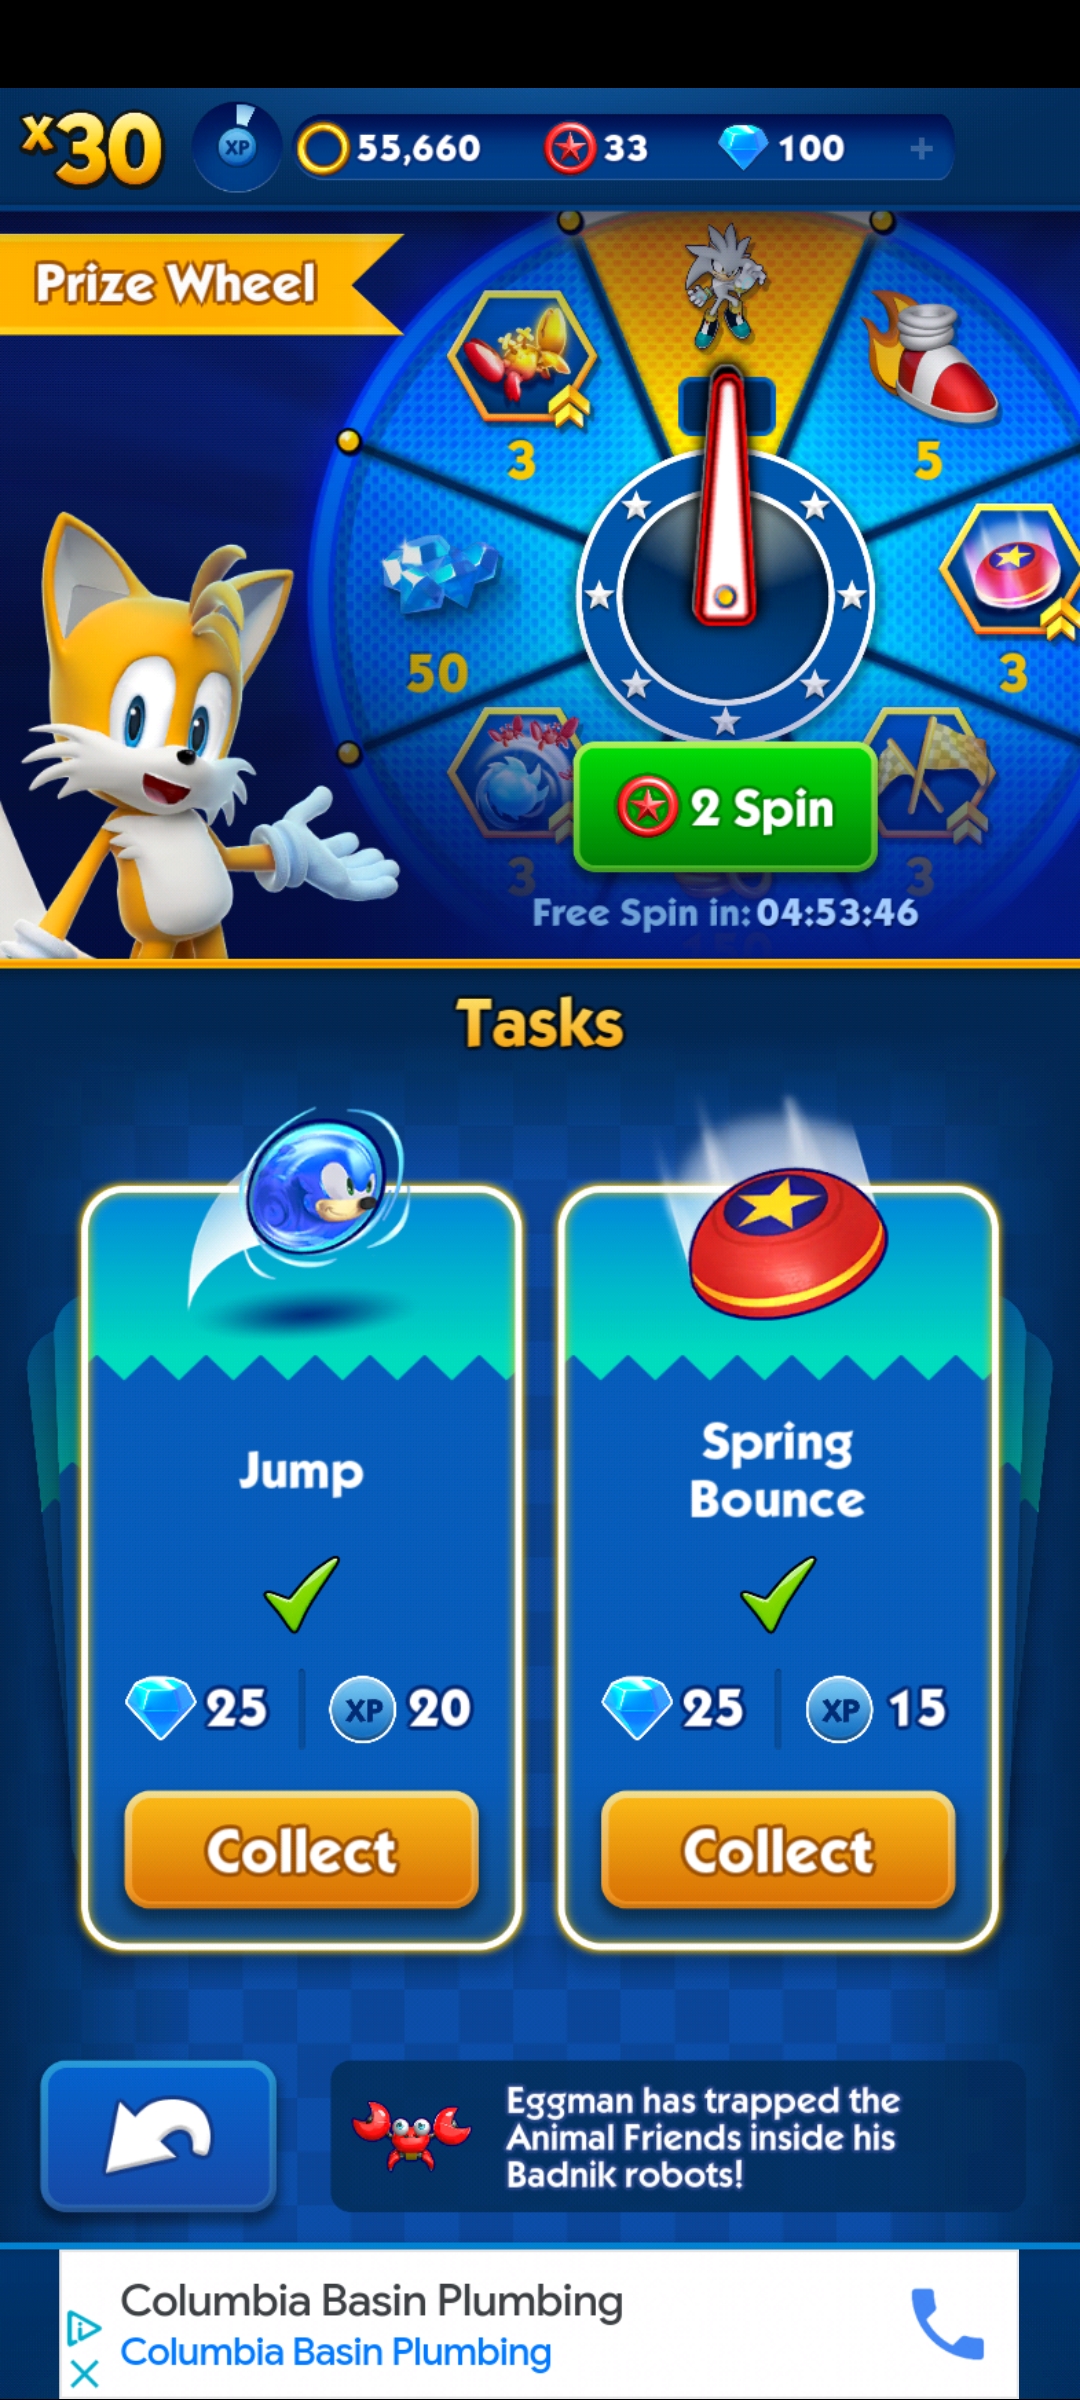 x30 XP 55,660 33 100 +
Prize Wheel
3 5
50 3
3 3
2 Spin
Free Spin in: 04:53:46
Tasks
Jump
Spring
Bounce
25 XP 20
25 XP 15
Collect
Collect
Eggman has trapped the
Animal Friends inside his
Badnik robots!
Columbia Basin Plumbing
Columbia Basin Plumbing